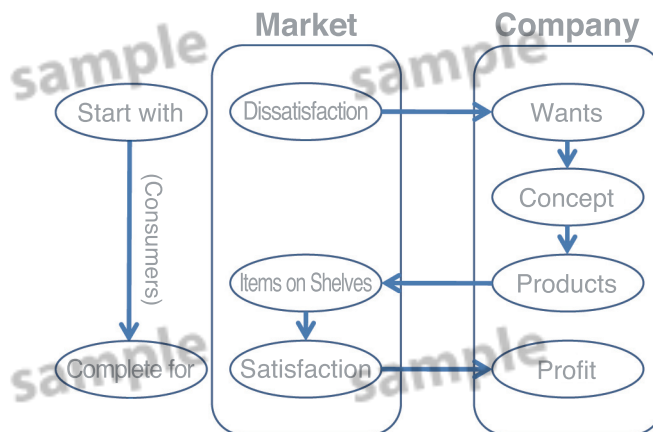 Market
Company
sample
sample
Start with
Dissatisfaction
Wants
(Consumers)
Concept
Items on Shelves
Products
sample
sample
Complete for
Satisfaction
Profit